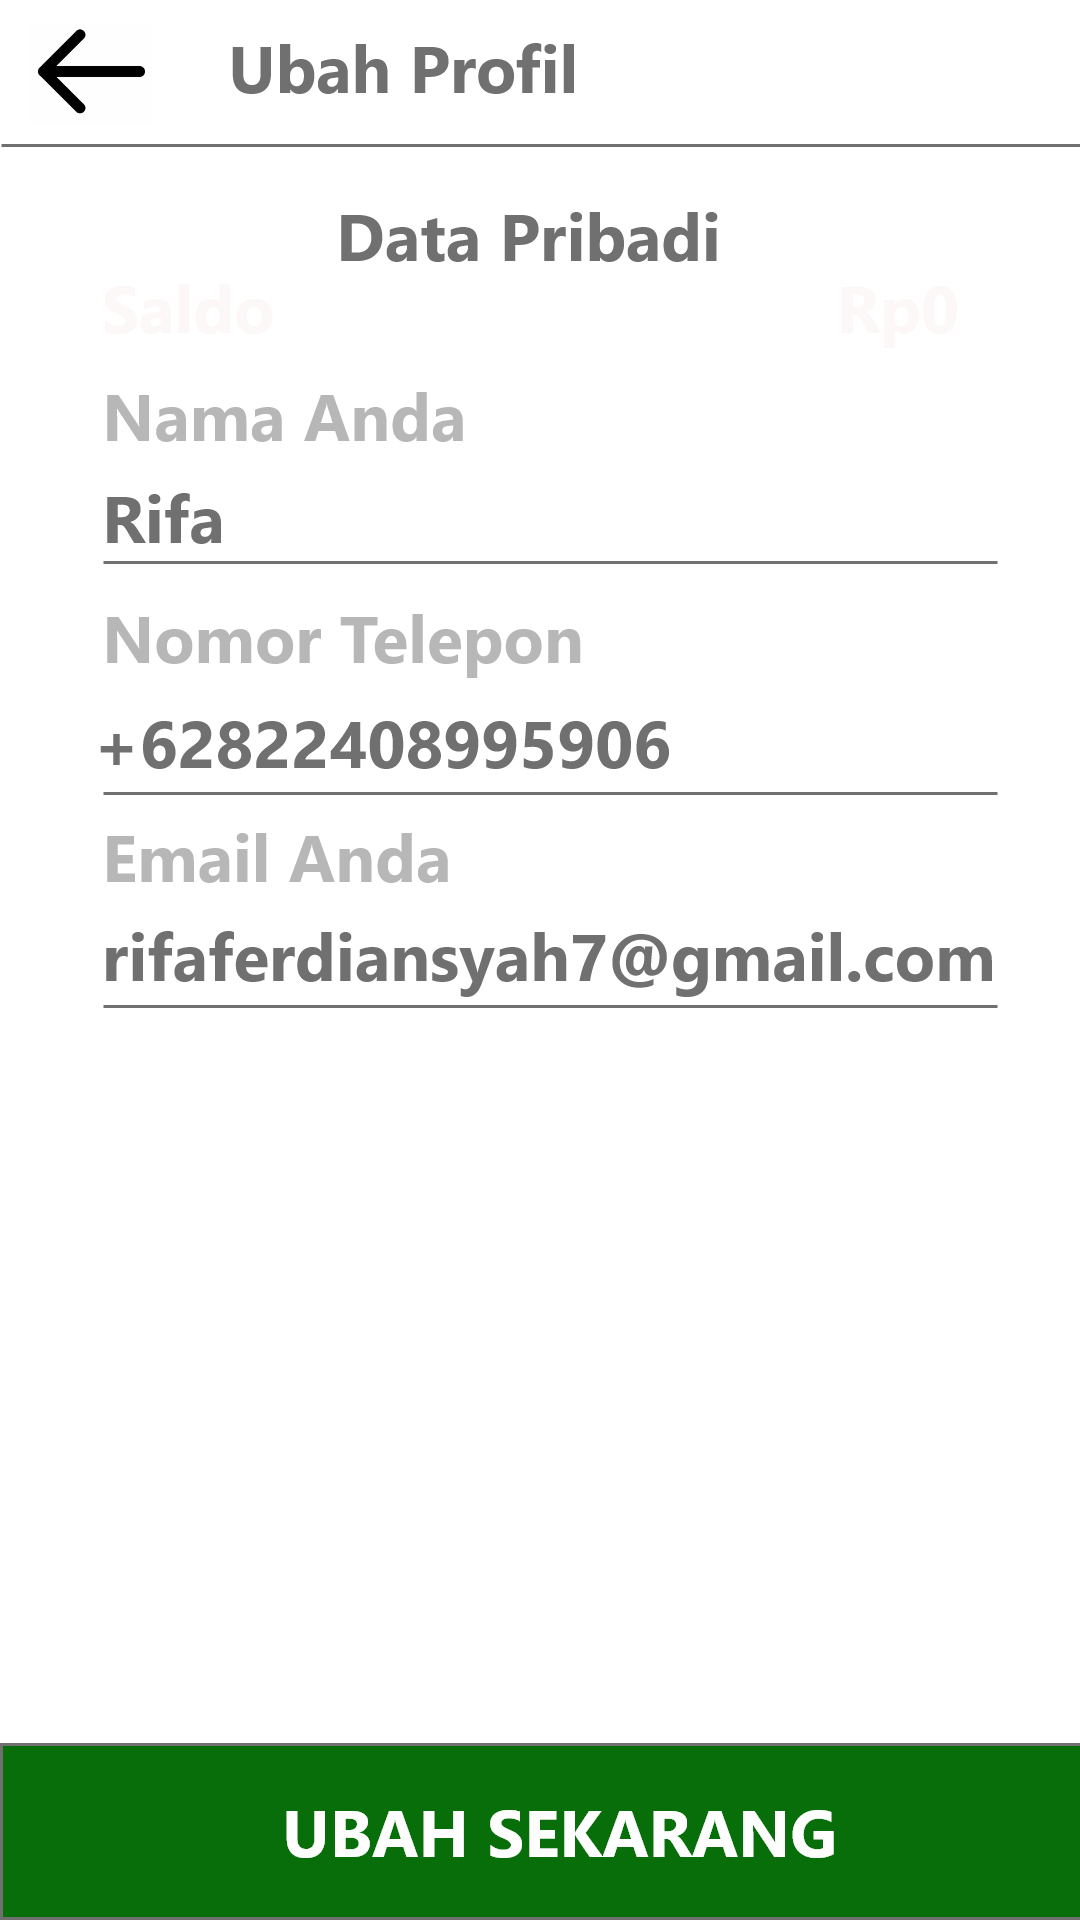 Ubah Profil
Data Pribadi
Saldo Rp0
Nama Anda
Rifa
Nomor Telepon
+62822408995906
Email Anda
rifaferdiansyah7@gmail.com
UBAH SEKARANG